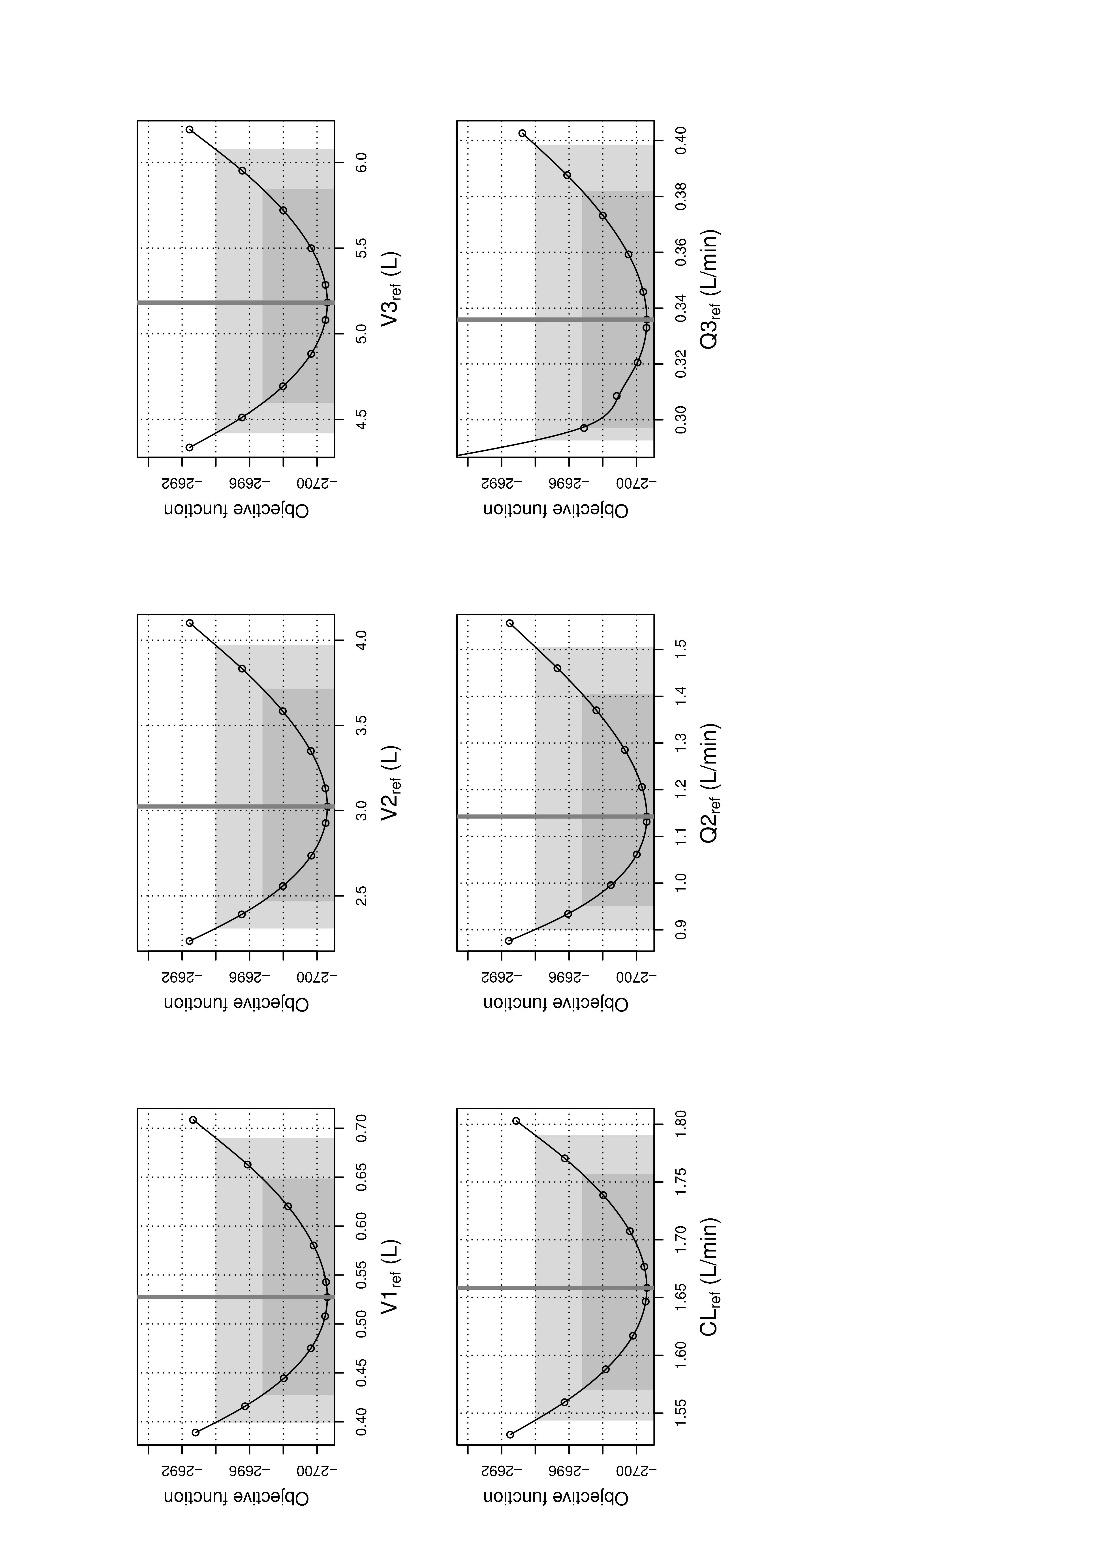 Objective function
−2700 −2696 −2692
0.40 0.45 0.50 0.55 0.60 0.65 0.70
V1ref (L)
Objective function
−2700 −2696 −2692
2.5 3.0 3.5 4.0
V2ref (L)
Objective function
−2700 −2696 −2692
4.5 5.0 5.5 6.0
V3ref (L)
Objective function
−2700 −2696 −2692
1.55 1.60 1.65 1.70 1.75 1.80
CLref (L/min)
Objective function
−2700 −2696 −2692
0.9 1.0 1.1 1.2 1.3 1.4 1.5
Q2ref (L/min)
Objective function
−2700 −2696 −2692
0.30 0.32 0.34 0.36 0.38 0.40
Q3ref (L/min)